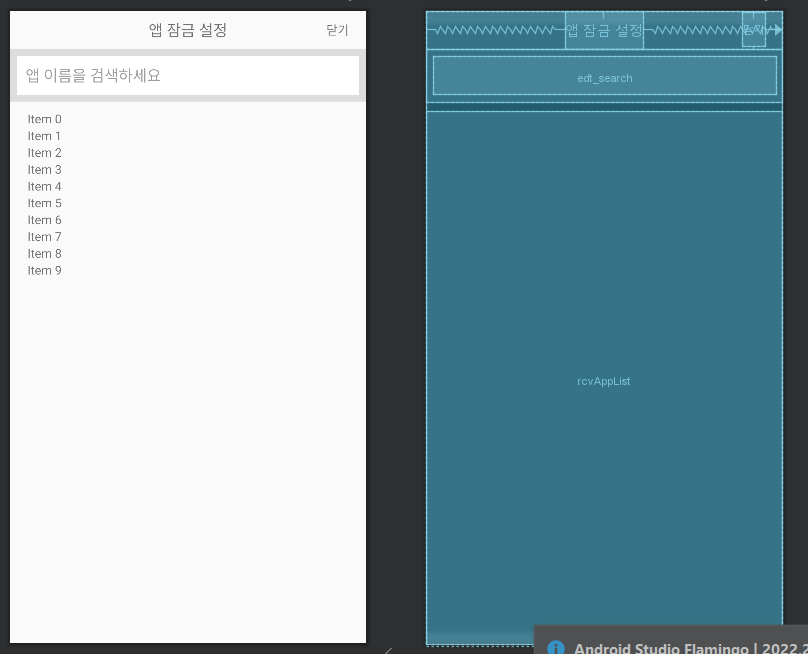 앱 잠금 설정
닫기
앱 이름을 검색하세요
Item 0
Item 1
Item 2
Item 3
Item 4
Item 5
Item 6
Item 7
Item 8
Item 9
앱 잠금 설정
edt_search
rcvAppList
Android Studio Flamingo | 2022.2